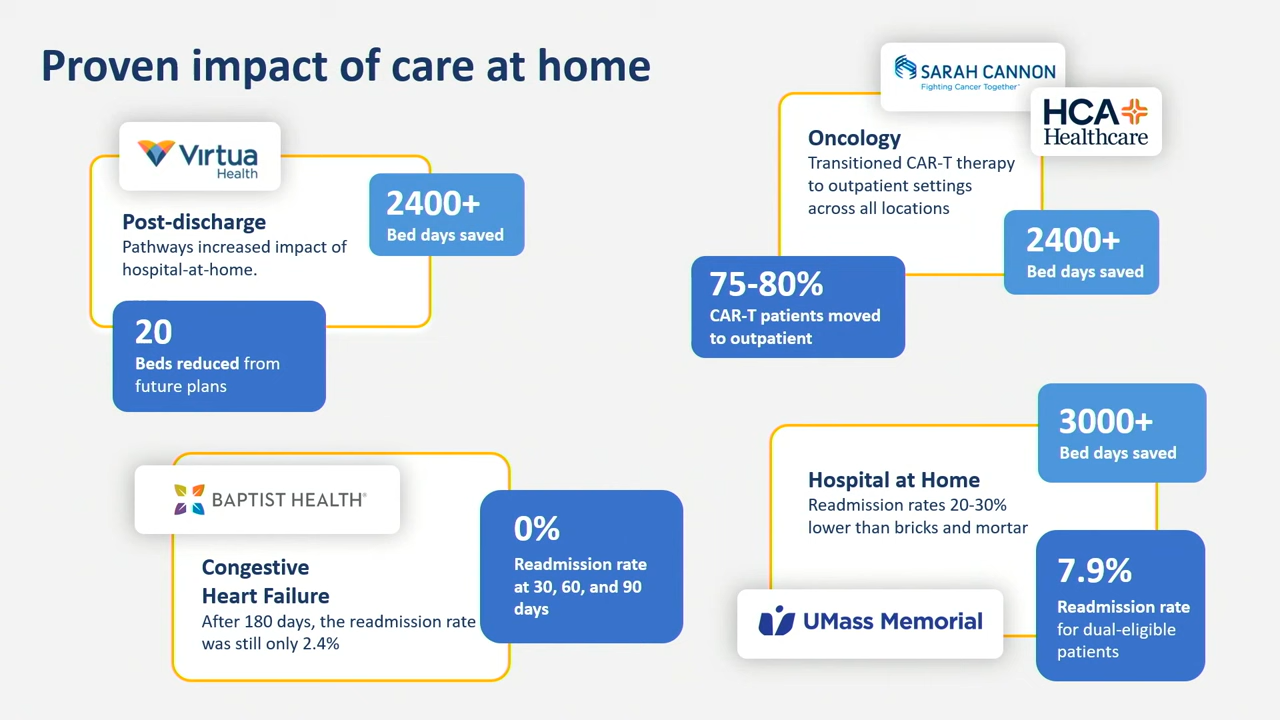 Proven impact of care at home
Virtua
Health
Post-discharge
Pathways increased impact of
hospital-at-home.
2400+
Bed days saved
20
Beds reduced from
future plans
SARAH CANNON
Fighting Cancer Together™
HCA
Healthcare
Oncology
Transitioned CAR-T therapy
to outpatient settings
across all locations
2400+
Bed days saved
75-80%
CAR-T patients moved
to outpatient
BAPTIST HEALTH®
Congestive
Heart Failure
After 180 days, the readmission rate
was still only 2.4%
0%
Readmission rate
at 30, 60, and 90
days
3000+
Bed days saved
Hospital at Home
Readmission rates 20-30%
lower than bricks and mortar
7.9%
Readmission rate
for dual-eligible
patients
UMass Memorial